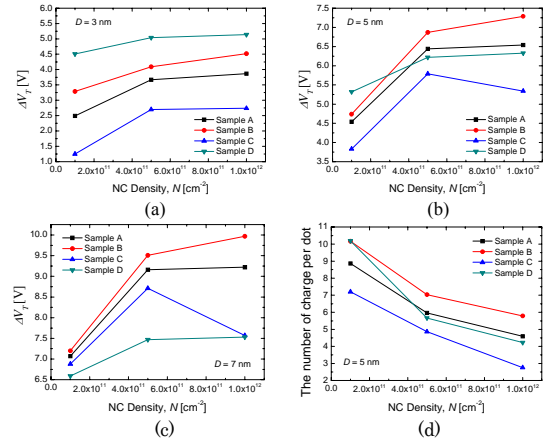 D = 3 nm
6.0
5.5
5.0
4.5
4.0
3.5
3.0
2.5
2.0
1.5
1.0
ΔV_T [V]
Sample A
Sample B
Sample C
Sample D
0.0 2.0x10^11 4.0x10^11 6.0x10^11 8.0x10^11 1.0x10^12
NC Density, N [cm^-2]
(a)
D = 5 nm
7.5
7.0
6.5
6.0
5.5
5.0
4.5
4.0
3.5
ΔV_T [V]
Sample A
Sample B
Sample C
Sample D
0.0 2.0x10^11 4.0x10^11 6.0x10^11 8.0x10^11 1.0x10^12
NC Density, N [cm^-2]
(b)
10.0
9.5
9.0
8.5
8.0
7.5
7.0
6.5
ΔV_T [V]
Sample A
Sample B
Sample C
Sample D
D = 7 nm
0.0 2.0x10^11 4.0x10^11 6.0x10^11 8.0x10^11 1.0x10^12
NC Density, N [cm^-2]
(c)
11
10
9
8
7
6
5
4
3
2
The number of charge per dot
Sample A
Sample B
Sample C
Sample D
D = 5 nm
0.0 2.0x10^11 4.0x10^11 6.0x10^11 8.0x10^11 1.0x10^12
NC Density, N [cm^-2]
(d)